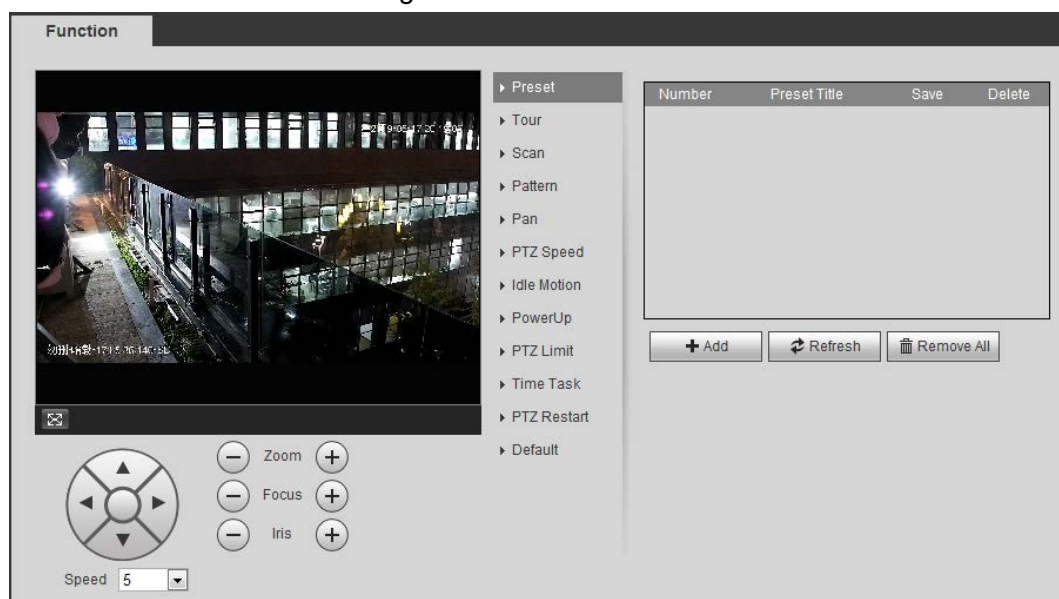 Function
Preset
Tour
Scan
Pattern
Pan
PTZ Speed
Idle Motion
PowerUp
PTZ Limit
Time Task
PTZ Restart
Default
Number Preset Title Save Delete
Add Refresh Remove All
Zoom
Focus
Iris
Speed 5